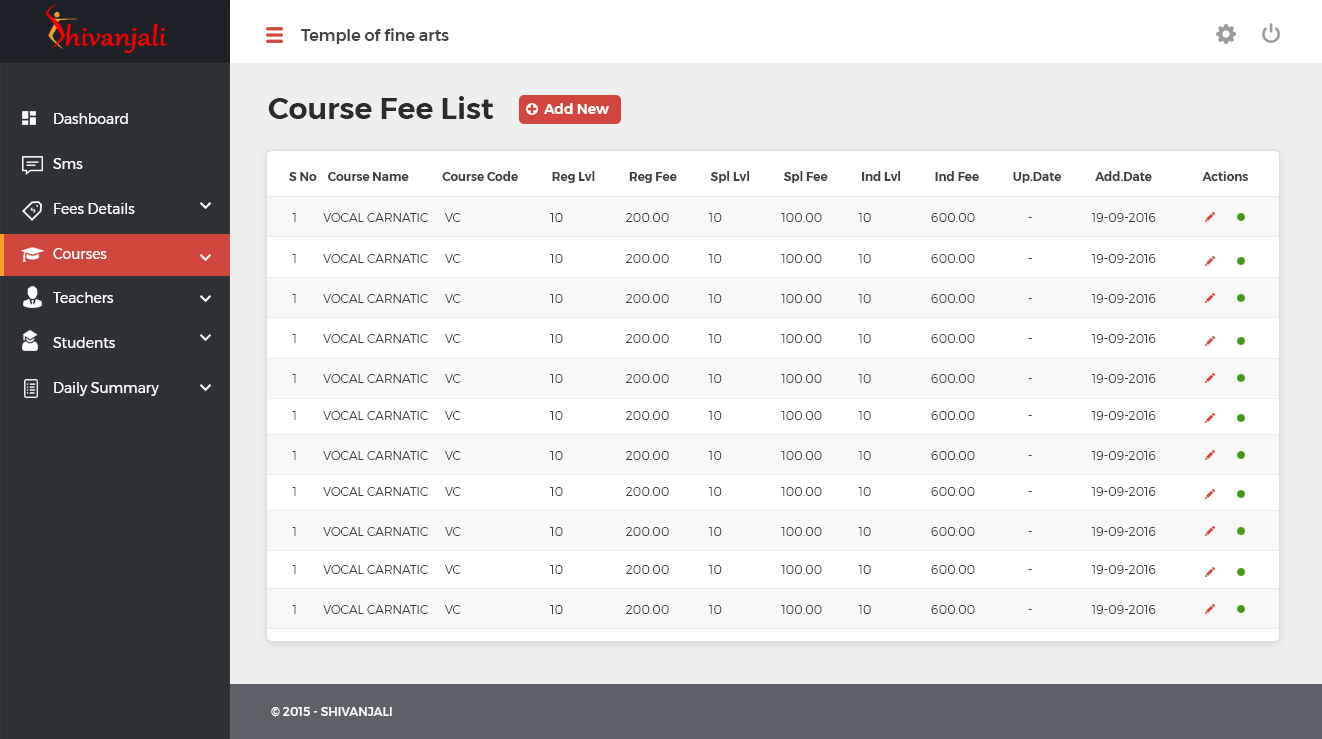 Shivanjali
Temple of fine arts
Dashboard
Sms
Fees Details
Courses
Teachers
Students
Daily Summary
Course Fee List
Add New
S No Course Name Course Code Reg Lvl Reg Fee Spl Lvl Spl Fee Ind Lvl Ind Fee Up.Date Add.Date Actions
1 VOCAL CARNATIC VC 10 200.00 10 100.00 10 600.00 - 19-09-2016
1 VOCAL CARNATIC VC 10 200.00 10 100.00 10 600.00 - 19-09-2016
1 VOCAL CARNATIC VC 10 200.00 10 100.00 10 600.00 - 19-09-2016
1 VOCAL CARNATIC VC 10 200.00 10 100.00 10 600.00 - 19-09-2016
1 VOCAL CARNATIC VC 10 200.00 10 100.00 10 600.00 - 19-09-2016
1 VOCAL CARNATIC VC 10 200.00 10 100.00 10 600.00 - 19-09-2016
1 VOCAL CARNATIC VC 10 200.00 10 100.00 10 600.00 - 19-09-2016
1 VOCAL CARNATIC VC 10 200.00 10 100.00 10 600.00 - 19-09-2016
1 VOCAL CARNATIC VC 10 200.00 10 100.00 10 600.00 - 19-09-2016
1 VOCAL CARNATIC VC 10 200.00 10 100.00 10 600.00 - 19-09-2016
1 VOCAL CARNATIC VC 10 200.00 10 100.00 10 600.00 - 19-09-2016
© 2015 - SHIVANJALI